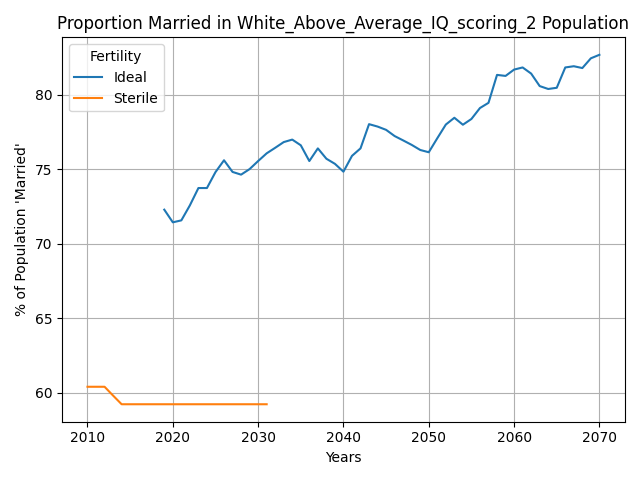 Proportion Married in White_Above_Average_IQ_scoring_2 Population
Fertility
Ideal
Sterile
% of Population 'Married'
80
75
70
65
60
2010 2020 2030 2040 2050 2060 2070
Years